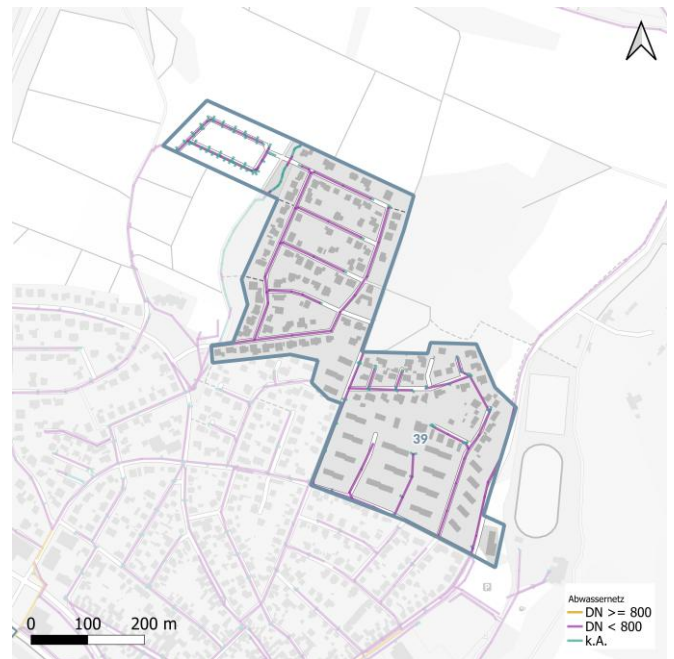 39
P
Abwassernetz
DN >= 800
DN < 800
k.A.
0 100 200 m